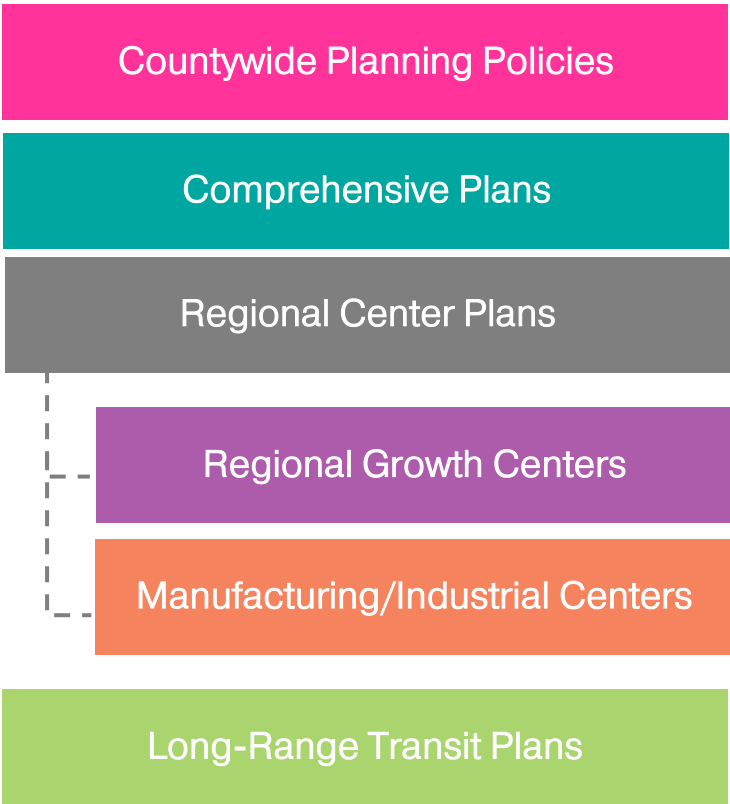 Countywide Planning Policies
Comprehensive Plans
Regional Center Plans
Regional Growth Centers
Manufacturing/Industrial Centers
Long-Range Transit Plans